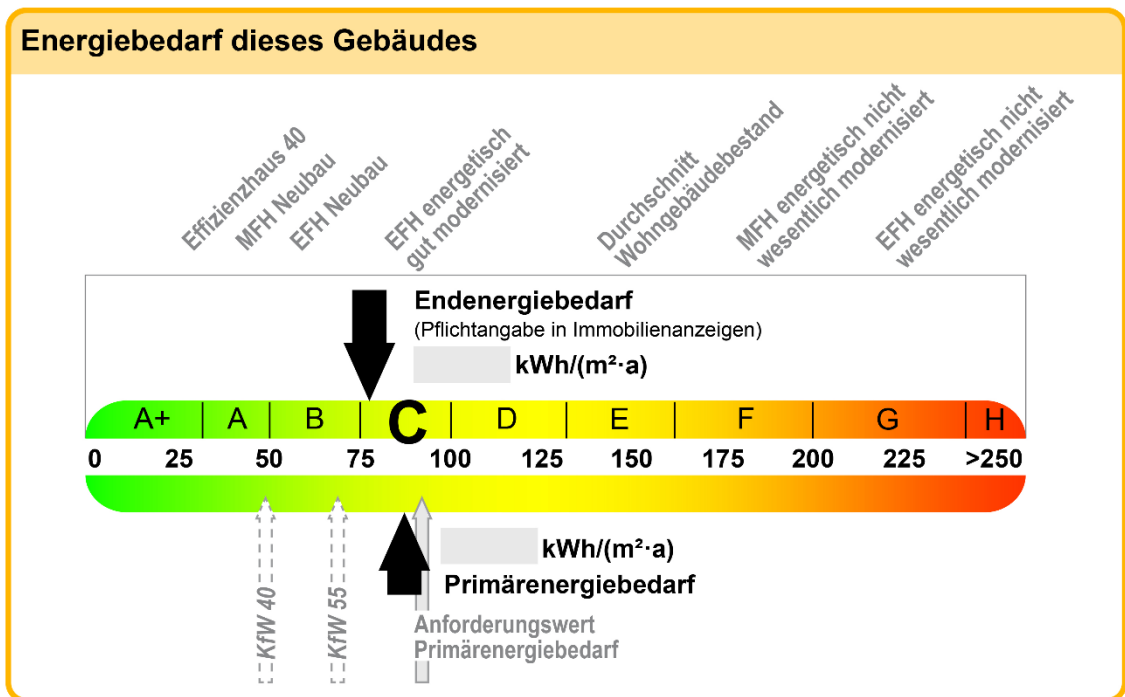 Energiebedarf dieses Gebäudes
Effizienzhaus 40
MFH Neubau
EFH Neubau
EFH energetisch
gut modernisiert
Durchschnitt
Wohngebäudebestand
MFH energetisch nicht
wesentlich modernisiert
EFH energetisch nicht
wesentlich modernisiert
Endenergiebedarf
(Pflichtangabe in Immobilienanzeigen)
kWh/(m²·a)
A+ A B C D E F G H
0 25 50 75 100 125 150 175 200 225 >250
kWh/(m²·a)
Primärenergiebedarf
KfW 40
KfW 55
Anforderungswert
Primärenergiebedarf